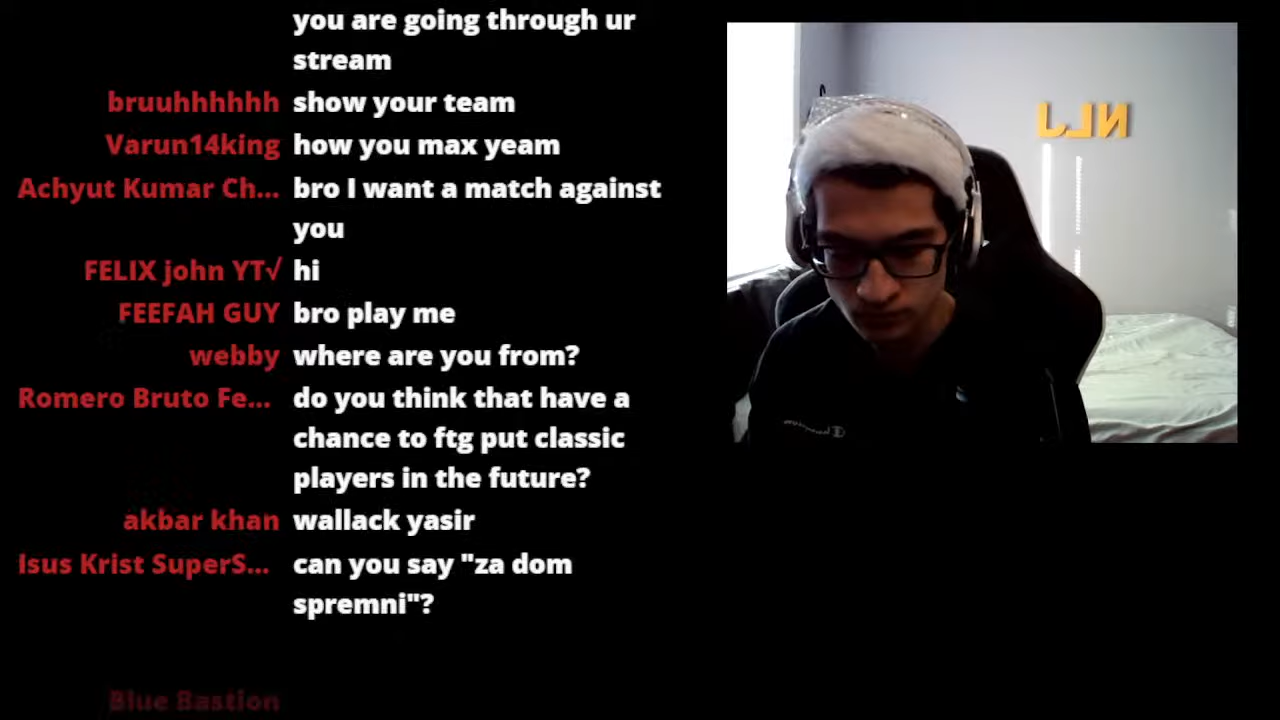 you are going through ur
stream
bruuhhhhhh show your team
Varun14king how you max yeam
Achyut Kumar Ch... bro I want a match against
you
FELIX john YT√ hi
FEEFAH GUY bro play me
webby where are you from?
Romero Bruto Fe... do you think that have a
chance to ftg put classic
players in the future?
akbar khan wallack yasir
Isus Krist SuperS... can you say "za dom
spremni"?
Blue Bastion
NLJ